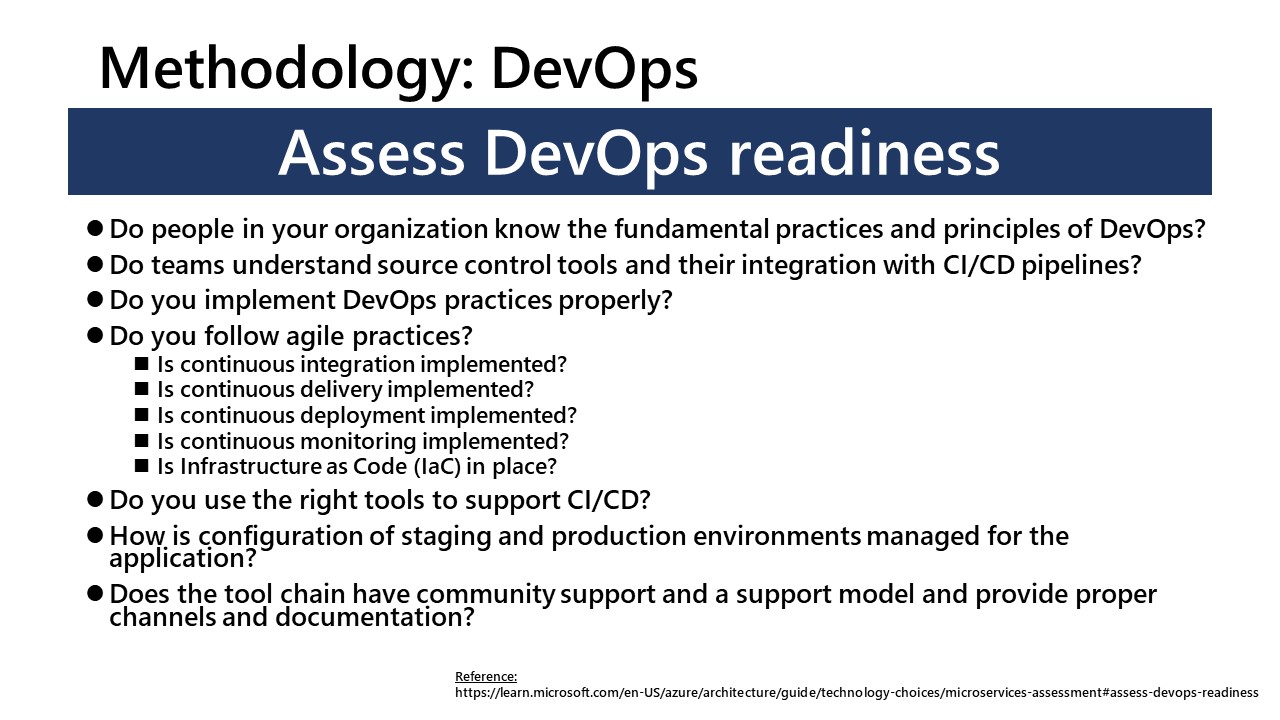 Methodology: DevOps
Assess DevOps readiness
● Do people in your organization know the fundamental practices and principles of DevOps?
● Do teams understand source control tools and their integration with CI/CD pipelines?
● Do you implement DevOps practices properly?
● Do you follow agile practices?
■ Is continuous integration implemented?
■ Is continuous delivery implemented?
■ Is continuous deployment implemented?
■ Is continuous monitoring implemented?
■ Is Infrastructure as Code (IaC) in place?
● Do you use the right tools to support CI/CD?
● How is configuration of staging and production environments managed for the
application?
● Does the tool chain have community support and a support model and provide proper
channels and documentation?
Reference:
https://learn.microsoft.com/en-US/azure/architecture/guide/technology-choices/microservices-assessment#assess-devops-readiness